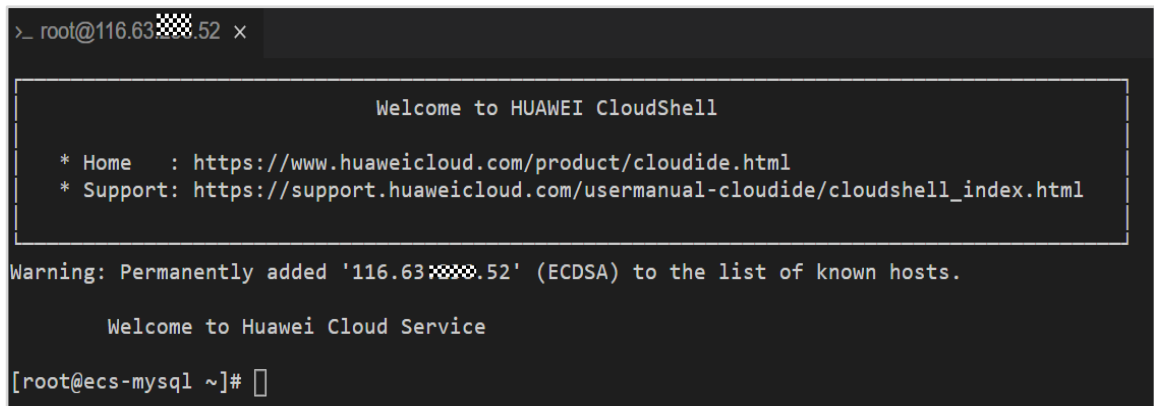 >_ root@116.63. .52 ×
Welcome to HUAWEI CloudShell
* Home : https://www.huaweicloud.com/product/cloudide.html
* Support: https://support.huaweicloud.com/usermanual-cloudide/cloudshell_index.html
Warning: Permanently added '116.63 .52' (ECDSA) to the list of known hosts.
Welcome to Huawei Cloud Service
[root@ecs-mysql ~]#